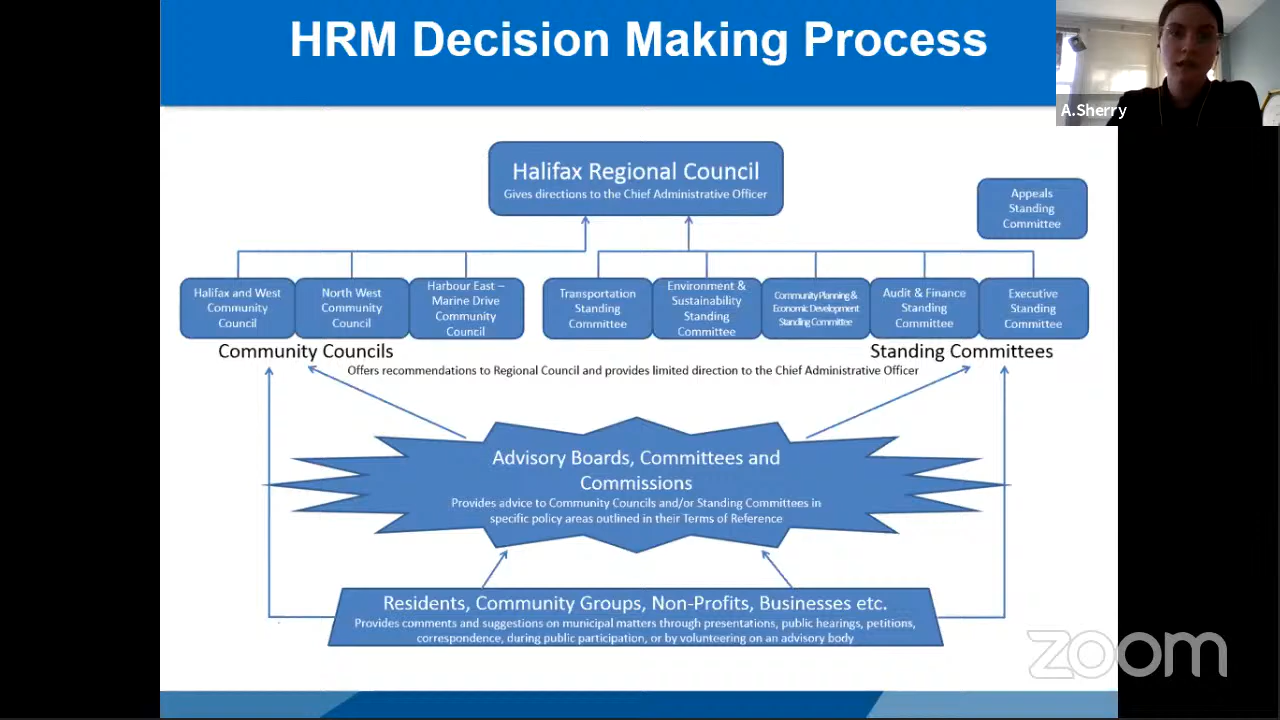 HRM Decision Making Process
A.Sherry
Halifax Regional Council
Gives directions to the Chief Administrative Officer
Appeals
Standing
Committee
Halifax and West
Community
Council
North West
Community
Council
Harbour East –
Marine Drive
Community
Council
Transportation
Standing
Committee
Environment &
Sustainability
Standing
Committee
Community Planning &
Economic Development
Standing Committee
Audit & Finance
Standing
Committee
Executive
Standing
Committee
Community Councils
Standing Committees
Offers recommendations to Regional Council and provides limited direction to the Chief Administrative Officer
Advisory Boards, Committees and
Commissions
Provides advice to Community Councils and/or Standing Committees in
specific policy areas outlined in their Terms of Reference
Residents, Community Groups, Non-Profits, Businesses etc.
Provides comments and suggestions on municipal matters through presentations, public hearings, petitions,
correspondence, during public participation, or by volunteering on an advisory body
zoom